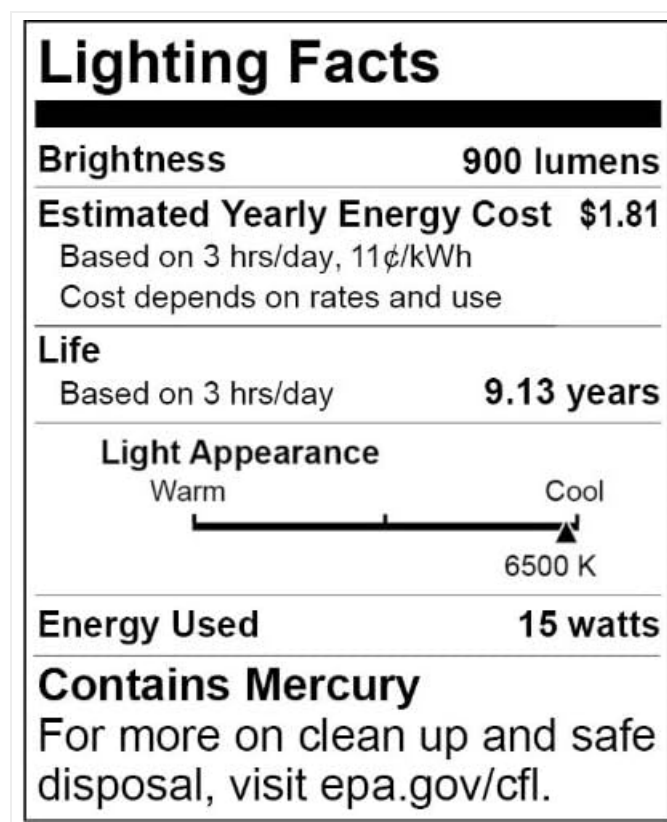 Lighting Facts
Brightness 900 lumens
Estimated Yearly Energy Cost $1.81
Based on 3 hrs/day, 11¢/kWh
Cost depends on rates and use
Life
Based on 3 hrs/day 9.13 years
Light Appearance
Warm Cool
6500 K
Energy Used 15 watts
Contains Mercury
For more on clean up and safe
disposal, visit epa.gov/cfl.